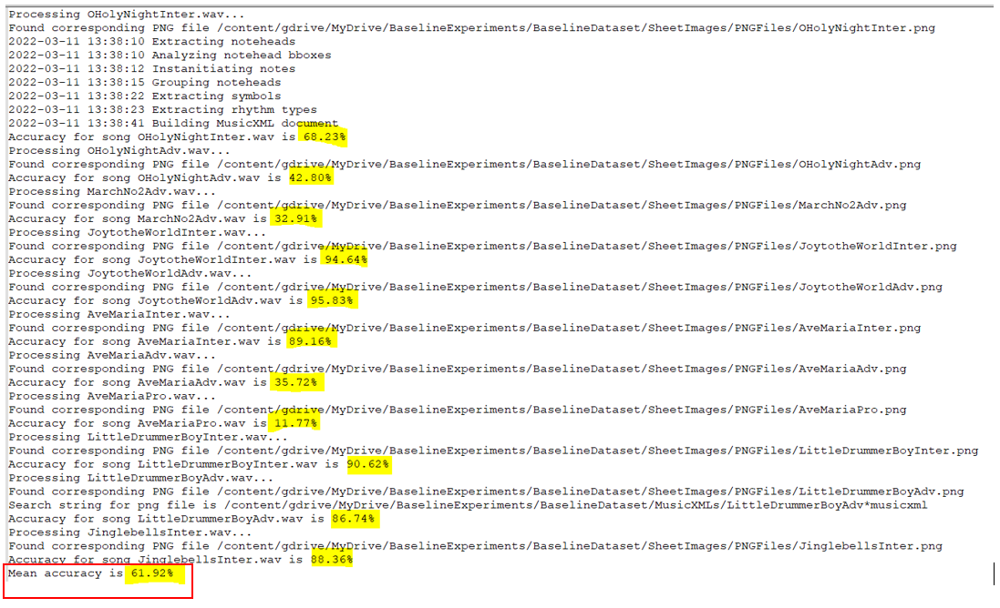 Processing OHolyNightInter.wav...
Found corresponding PNG file /content/gdrive/MyDrive/BaselineExperiments/BaselineDataset/SheetImages/PNGFiles/OHolyNightInter.png
2022-03-11 13:38:10 Extracting noteheads
2022-03-11 13:38:10 Analyzing notehead bboxes
2022-03-11 13:38:12 Instanitiating notes
2022-03-11 13:38:15 Grouping noteheads
2022-03-11 13:38:22 Extracting symbols
2022-03-11 13:38:23 Extracting rhythm types
2022-03-11 13:38:41 Building MusicXML document
Accuracy for song OHolyNightInter.wav is 68.23%
Processing OHolyNightAdv.wav...
Found corresponding PNG file /content/gdrive/MyDrive/BaselineExperiments/BaselineDataset/SheetImages/PNGFiles/OHolyNightAdv.png
Accuracy for song OHolyNightAdv.wav is 42.80%
Processing MarchNo2Adv.wav...
Found corresponding PNG file /content/gdrive/MyDrive/BaselineExperiments/BaselineDataset/SheetImages/PNGFiles/MarchNo2Adv.png
Accuracy for song MarchNo2Adv.wav is 32.91%
Processing JoytotheWorldInter.wav...
Found corresponding PNG file /content/gdrive/MyDrive/BaselineExperiments/BaselineDataset/SheetImages/PNGFiles/JoytotheWorldInter.png
Accuracy for song JoytotheWorldInter.wav is 94.64%
Processing JoytotheWorldAdv.wav...
Found corresponding PNG file /content/gdrive/MyDrive/BaselineExperiments/BaselineDataset/SheetImages/PNGFiles/JoytotheWorldAdv.png
Accuracy for song JoytotheWorldAdv.wav is 95.83%
Processing AveMariaInter.wav...
Found corresponding PNG file /content/gdrive/MyDrive/BaselineExperiments/BaselineDataset/SheetImages/PNGFiles/AveMariaInter.png
Accuracy for song AveMariaInter.wav is 89.16%
Processing AveMariaAdv.wav...
Found corresponding PNG file /content/gdrive/MyDrive/BaselineExperiments/BaselineDataset/SheetImages/PNGFiles/AveMariaAdv.png
Accuracy for song AveMariaAdv.wav is 35.72%
Processing AveMariaPro.wav...
Found corresponding PNG file /content/gdrive/MyDrive/BaselineExperiments/BaselineDataset/SheetImages/PNGFiles/AveMariaPro.png
Accuracy for song AveMariaPro.wav is 11.77%
Processing LittleDrummerBoyInter.wav...
Found corresponding PNG file /content/gdrive/MyDrive/BaselineExperiments/BaselineDataset/SheetImages/PNGFiles/LittleDrummerBoyInter.png
Accuracy for song LittleDrummerBoyInter.wav is 90.62%
Processing LittleDrummerBoyAdv.wav...
Found corresponding PNG file /content/gdrive/MyDrive/BaselineExperiments/BaselineDataset/SheetImages/PNGFiles/LittleDrummerBoyAdv.png
Search string for png file is /content/gdrive/MyDrive/BaselineExperiments/BaselineDataset/MusicXMLs/LittleDrummerBoyAdv*musicxml
Accuracy for song LittleDrummerBoyAdv.wav is 86.74%
Processing JinglebellsInter.wav...
Found corresponding PNG file /content/gdrive/MyDrive/BaselineExperiments/BaselineDataset/SheetImages/PNGFiles/JinglebellsInter.png
Accuracy for song JinglebellsInter.wav is 88.36%
Mean accuracy is 61.92%